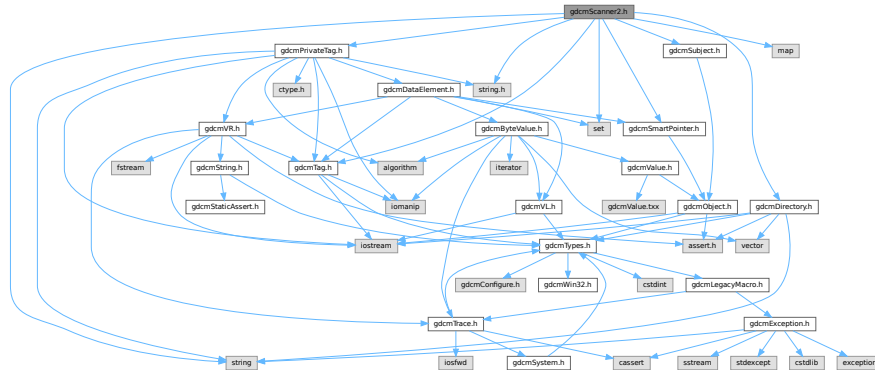 gdcmScanner2.h
gdcmPrivateTag.h
gdcmSubject.h
map
ctype.h
gdcmDataElement.h
string.h
gdcmVR.h
gdcmByteValue.h
set
gdcmSmartPointer.h
fstream
gdcmString.h
gdcmTag.h
algorithm
iterator
gdcmValue.h
gdcmStaticAssert.h
iomanip
gdcmVL.h
gdcmValue.txx
gdcmObject.h
gdcmDirectory.h
iostream
gdcmTypes.h
assert.h
vector
gdcmConfigure.h
gdcmWin32.h
cstdint
gdcmLegacyMacro.h
gdcmTrace.h
gdcmException.h
string
iosfwd
gdcmSystem.h
cassert
sstream
stdexcept
cstdlib
exception